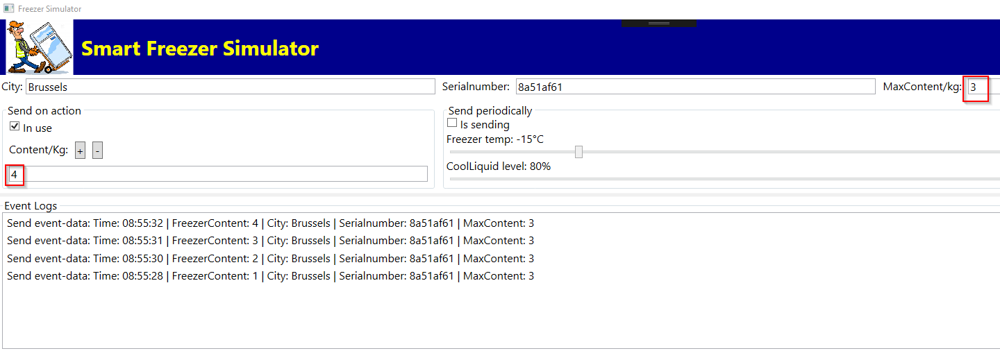 Freezer Simulator
Smart Freezer Simulator
City: Brussels Serialnumber: 8a51af61 MaxContent/kg: 3
Send on action
In use
Content/Kg: + -
4
Send periodically
Is sending
Freezer temp: -15°C
CoolLiquid level: 80%
Event Logs
Send event-data: Time: 08:55:32 | FreezerContent: 4 | City: Brussels | Serialnumber: 8a51af61 | MaxContent: 3
Send event-data: Time: 08:55:31 | FreezerContent: 3 | City: Brussels | Serialnumber: 8a51af61 | MaxContent: 3
Send event-data: Time: 08:55:30 | FreezerContent: 2 | City: Brussels | Serialnumber: 8a51af61 | MaxContent: 3
Send event-data: Time: 08:55:28 | FreezerContent: 1 | City: Brussels | Serialnumber: 8a51af61 | MaxContent: 3